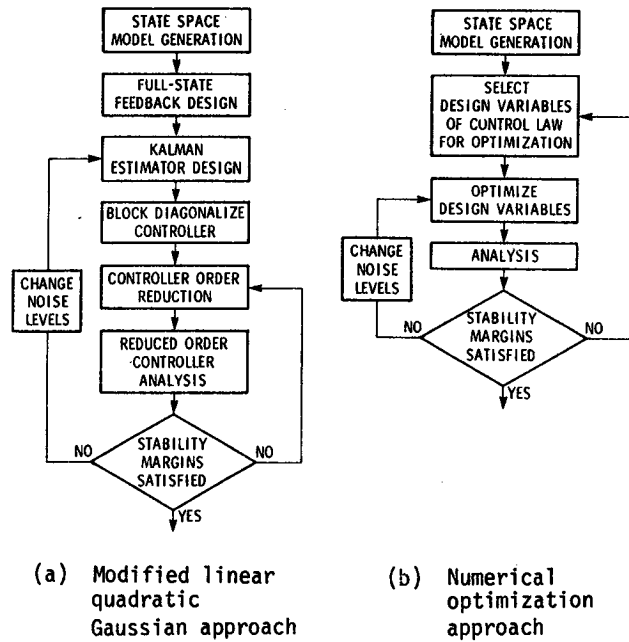 STATE SPACE
MODEL GENERATION
FULL-STATE
FEEDBACK DESIGN
KALMAN
ESTIMATOR DESIGN
BLOCK DIAGONALIZE
CONTROLLER
CHANGE
NOISE
LEVELS
CONTROLLER ORDER
REDUCTION
REDUCED ORDER
CONTROLLER
ANALYSIS
NO
STABILITY
MARGINS
SATISFIED
NO
YES
(a) Modified linear
quadratic
Gaussian approach
STATE SPACE
MODEL GENERATION
SELECT
DESIGN VARIABLES
OF CONTROL LAW
FOR OPTIMIZATION
OPTIMIZE
DESIGN VARIABLES
CHANGE
NOISE
LEVELS
ANALYSIS
NO
STABILITY
MARGINS
SATISFIED
NO
YES
(b) Numerical
optimization
approach